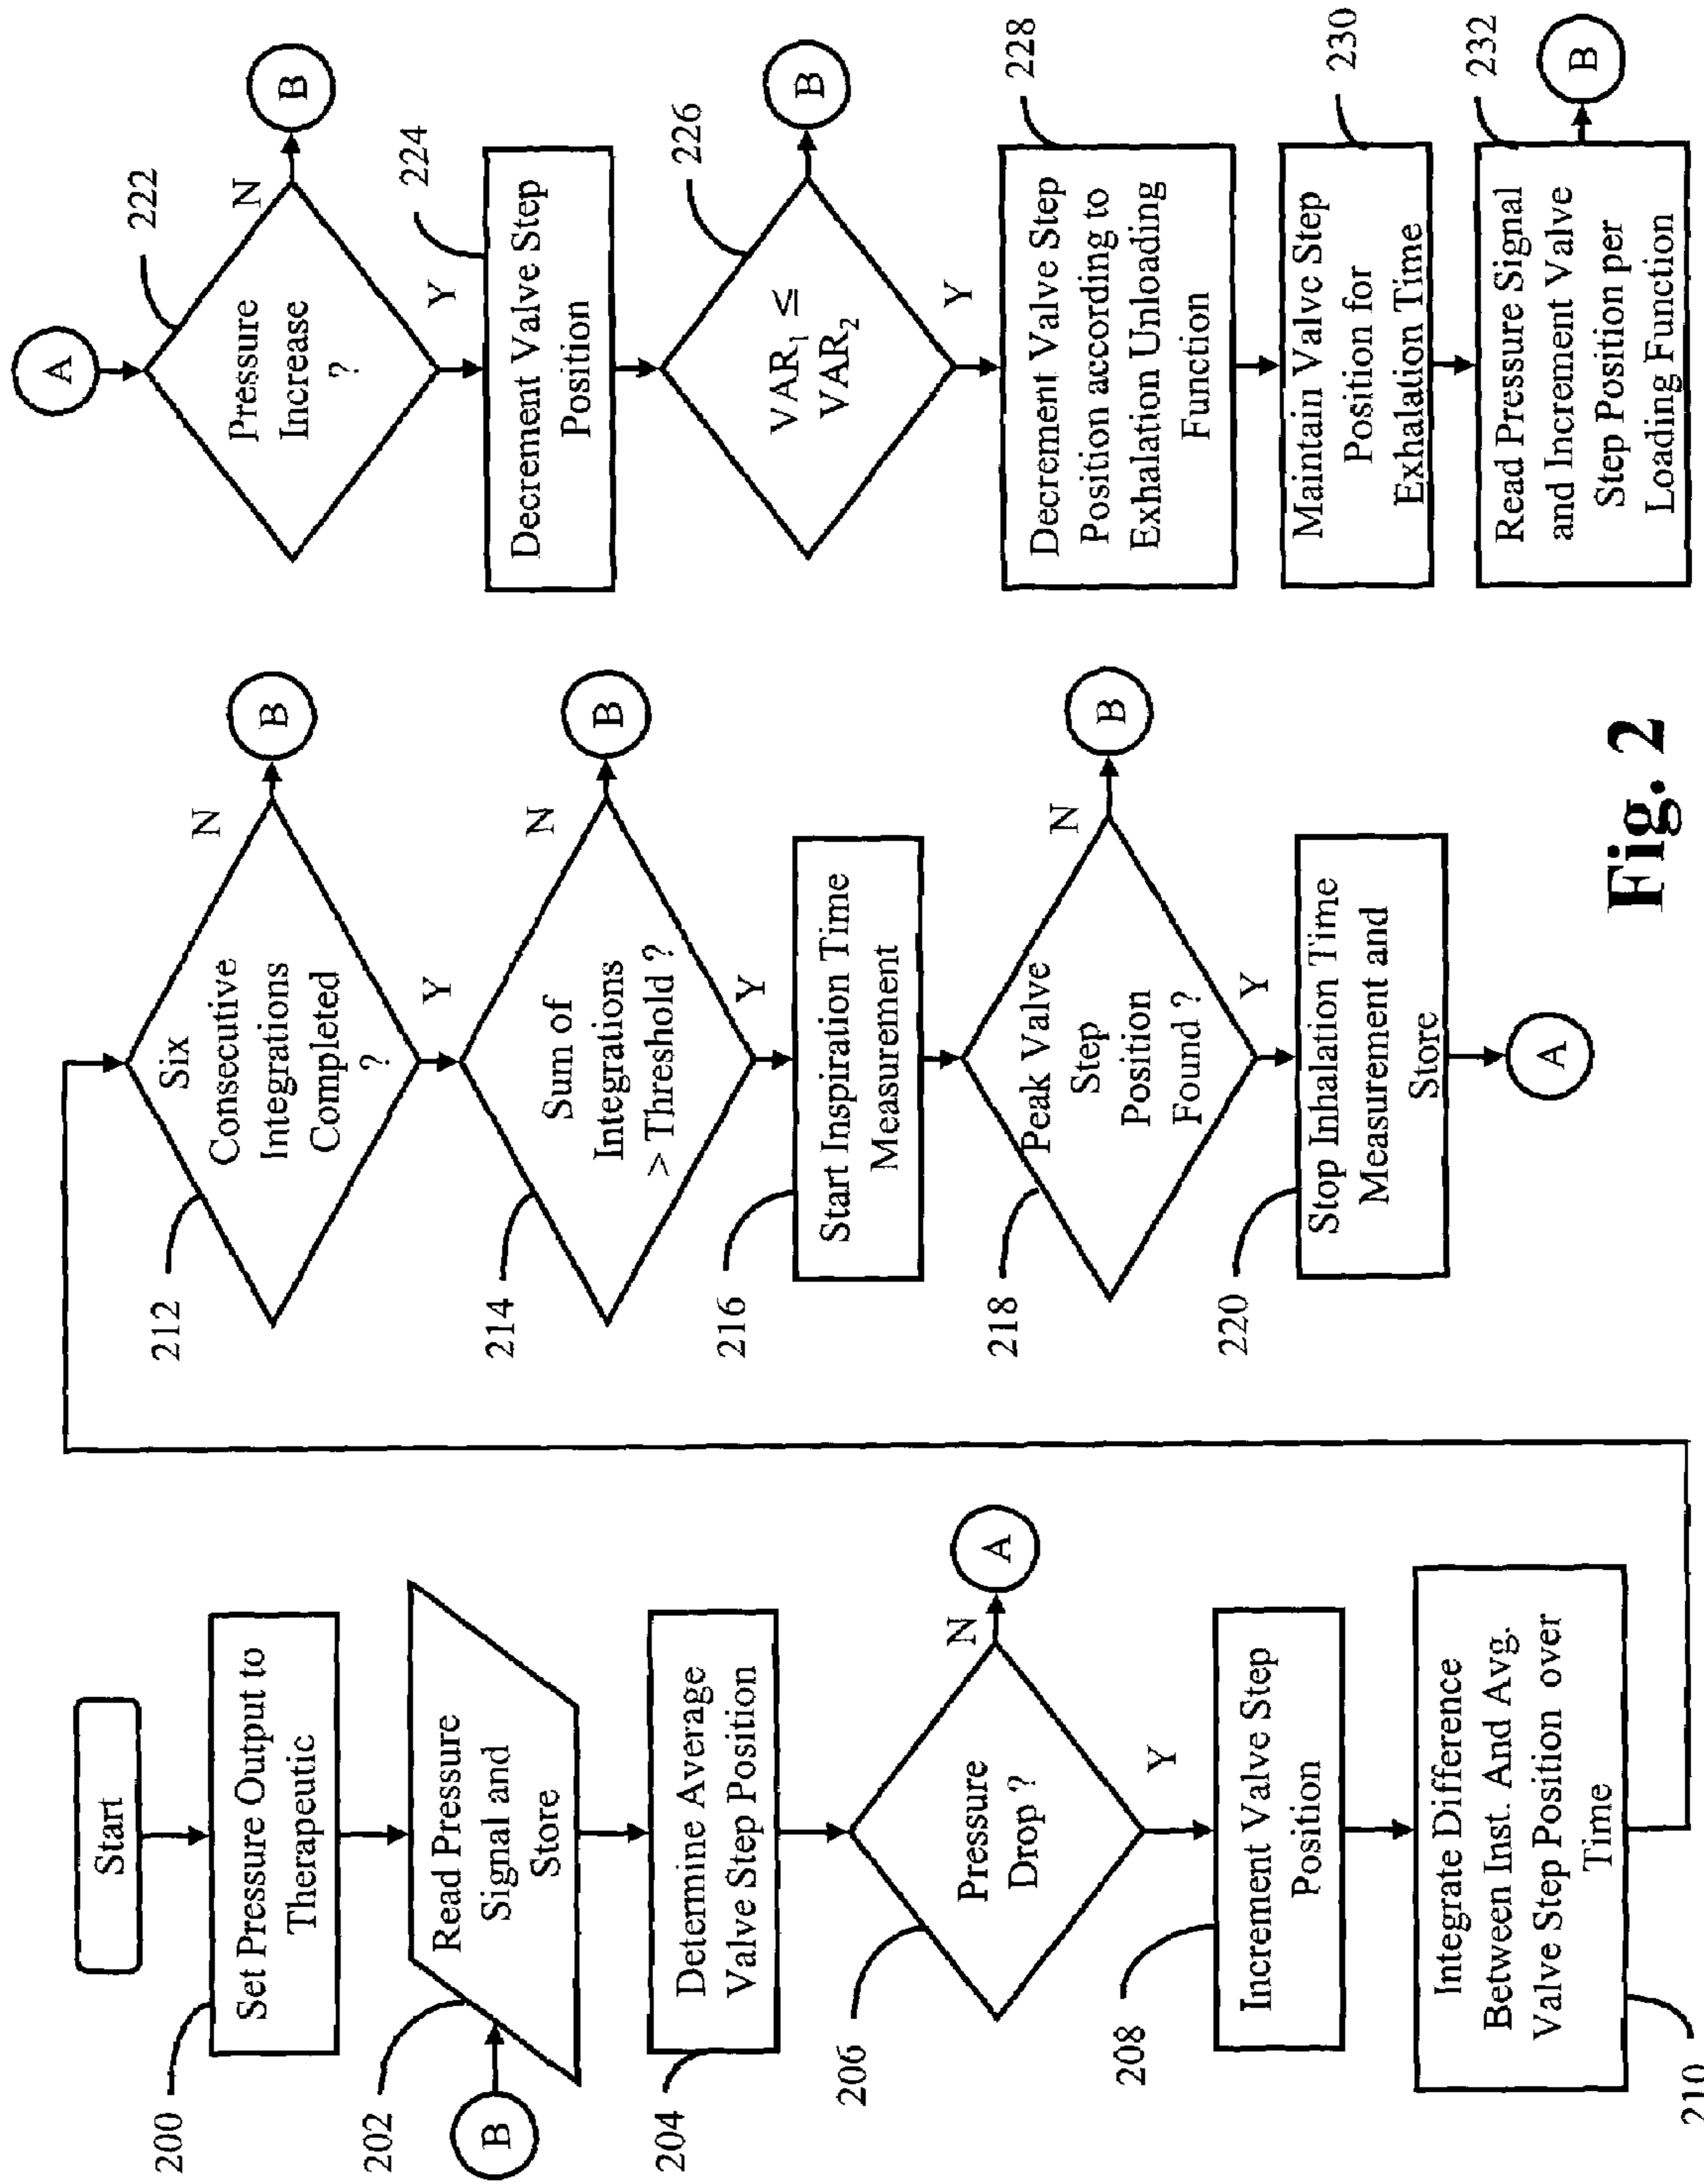 Start
200
Set Pressure Output to
Therapeutic
202
Read Pressure
Signal and
Store
B
204
Determine Average
Valve Step Position
206
Pressure
Drop ?
N
A
Y
208
Increment Valve Step
Position
210
Integrate Difference
Between Inst. And Avg.
Valve Step Position over
Time
212
Six
Consecutive
Integrations
Completed
?
N
B
Y
214
Sum of
Integrations
> Threshold ?
N
B
Y
216
Start Inspiration Time
Measurement
218
Peak Valve
Step
Position
Found ?
N
B
Y
220
Stop Inhalation Time
Measurement and
Store
A
A
222
Pressure
Increase
?
N
B
Y
224
Decrement Valve Step
Position
226
VAR1 ≤
VAR2
B
Y
228
Decrement Valve Step
Position according to
Exhalation Unloading
Function
230
Maintain Valve Step
Position for
Exhalation Time
232
Read Pressure Signal
and Increment Valve
Step Position per
Loading Function
B
Fig. 2